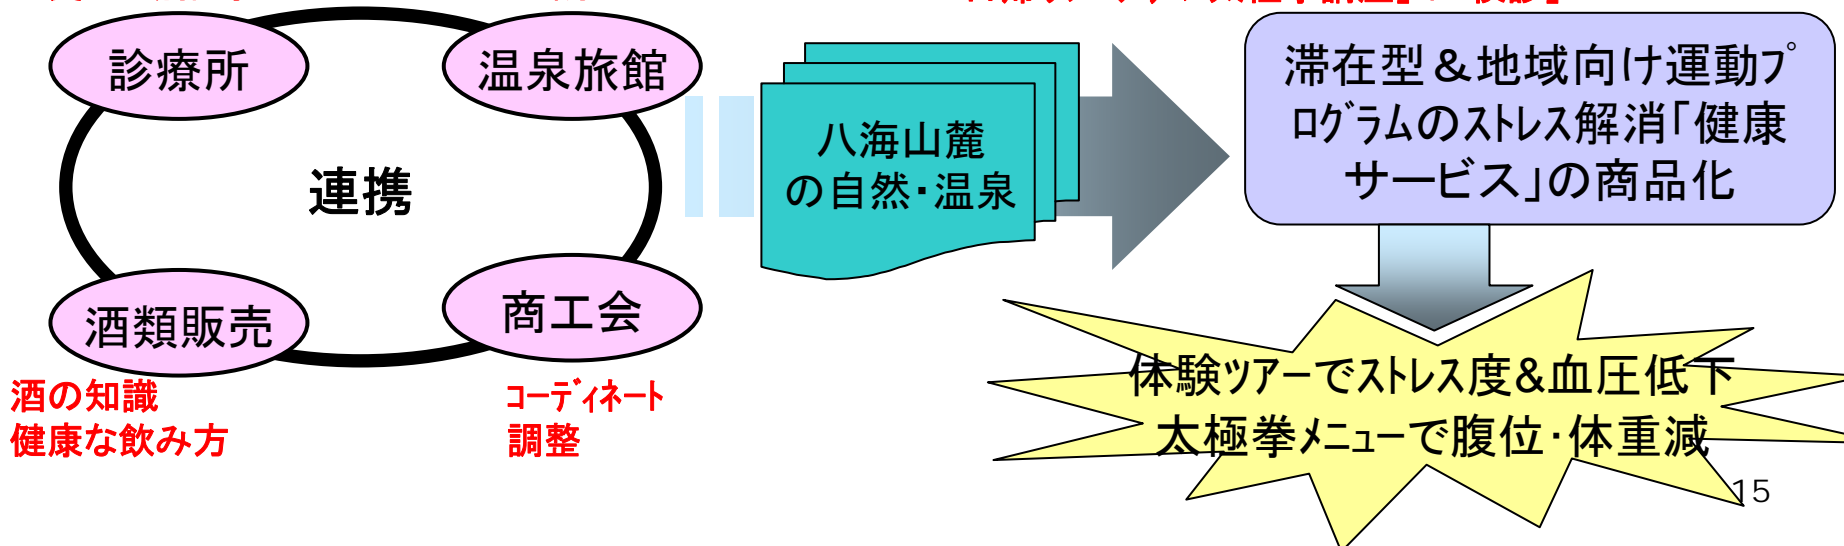 診療所
温泉旅館
連携
酒類販売
商工会
酒の知識
健康な飲み方
ｺｰﾃﾞｨﾈｰﾄ
調整
八海山麓
の自然・温泉
滞在型＆地域向け運動ﾌﾟ
ﾛｸﾞﾗﾑのｽﾄﾚｽ解消｢健康
サービス｣の商品化
体験ﾂｱｰでｽﾄﾚｽ度&血圧低下
太極拳ﾒﾆｭｰで腹位・体重減
15